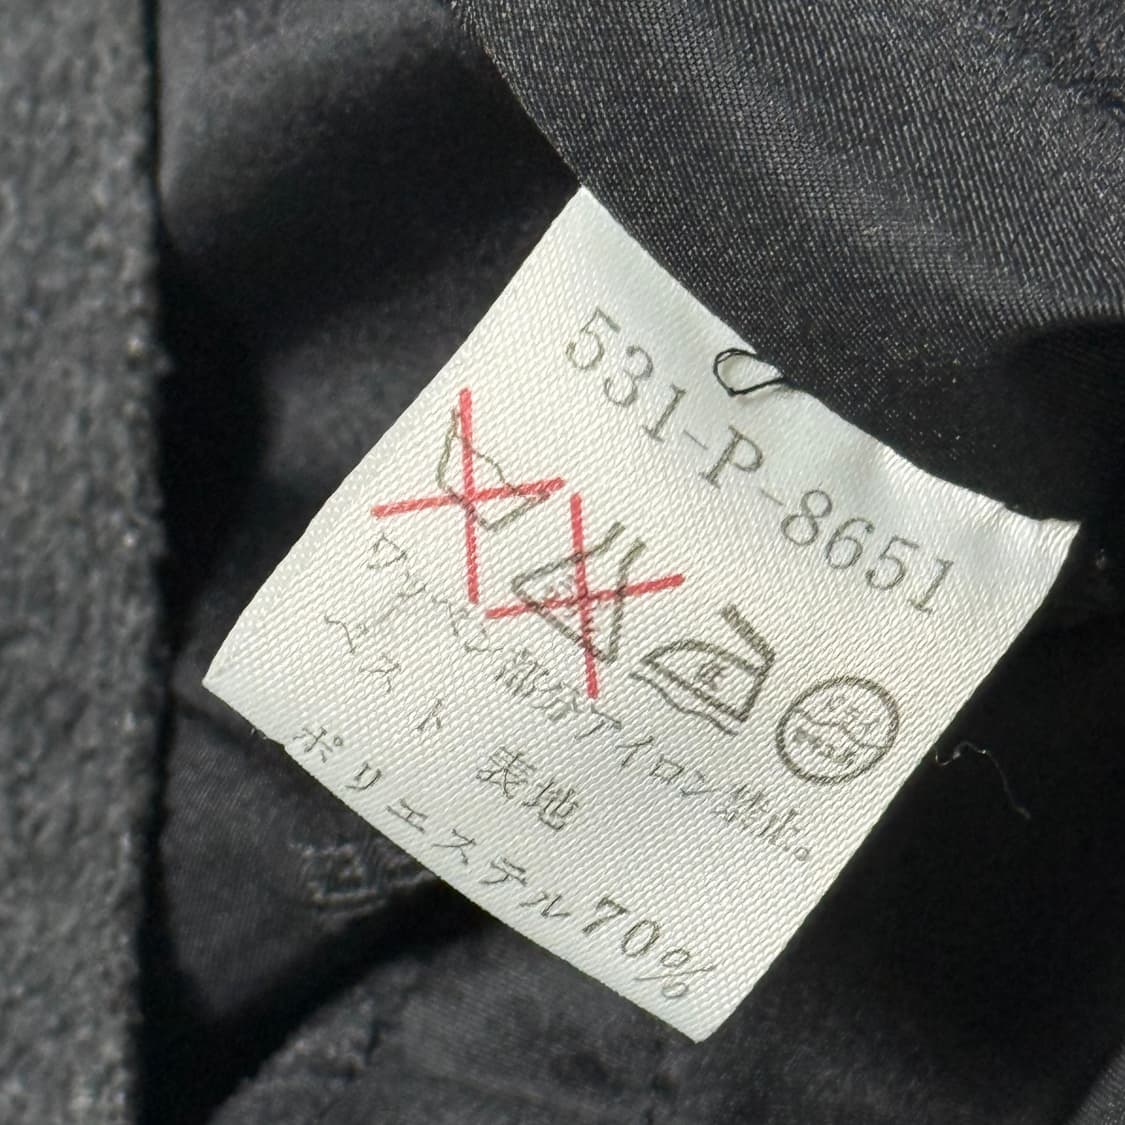 531-P-8651
ワッペン部分アイロン禁止。
ベスト 表地
ポリエステル70%